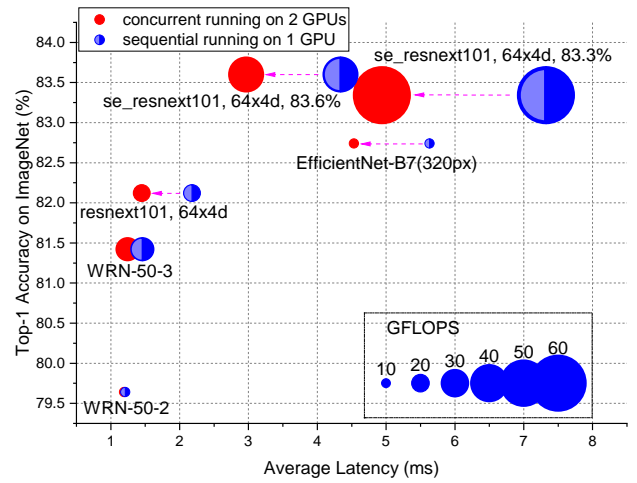 concurrent running on 2 GPUs
sequential running on 1 GPU
84.0
83.5
83.0
82.5
82.0
81.5
81.0
80.5
80.0
79.5
Top-1 Accuracy on ImageNet (%)
se_resnext101, 64x4d, 83.3%
se_resnext101, 64x4d, 83.6%
EfficientNet-B7(320px)
resnext101, 64x4d
WRN-50-3
WRN-50-2
GFLOPS
10 20 30 40 50 60
1 2 3 4 5 6 7 8
Average Latency (ms)